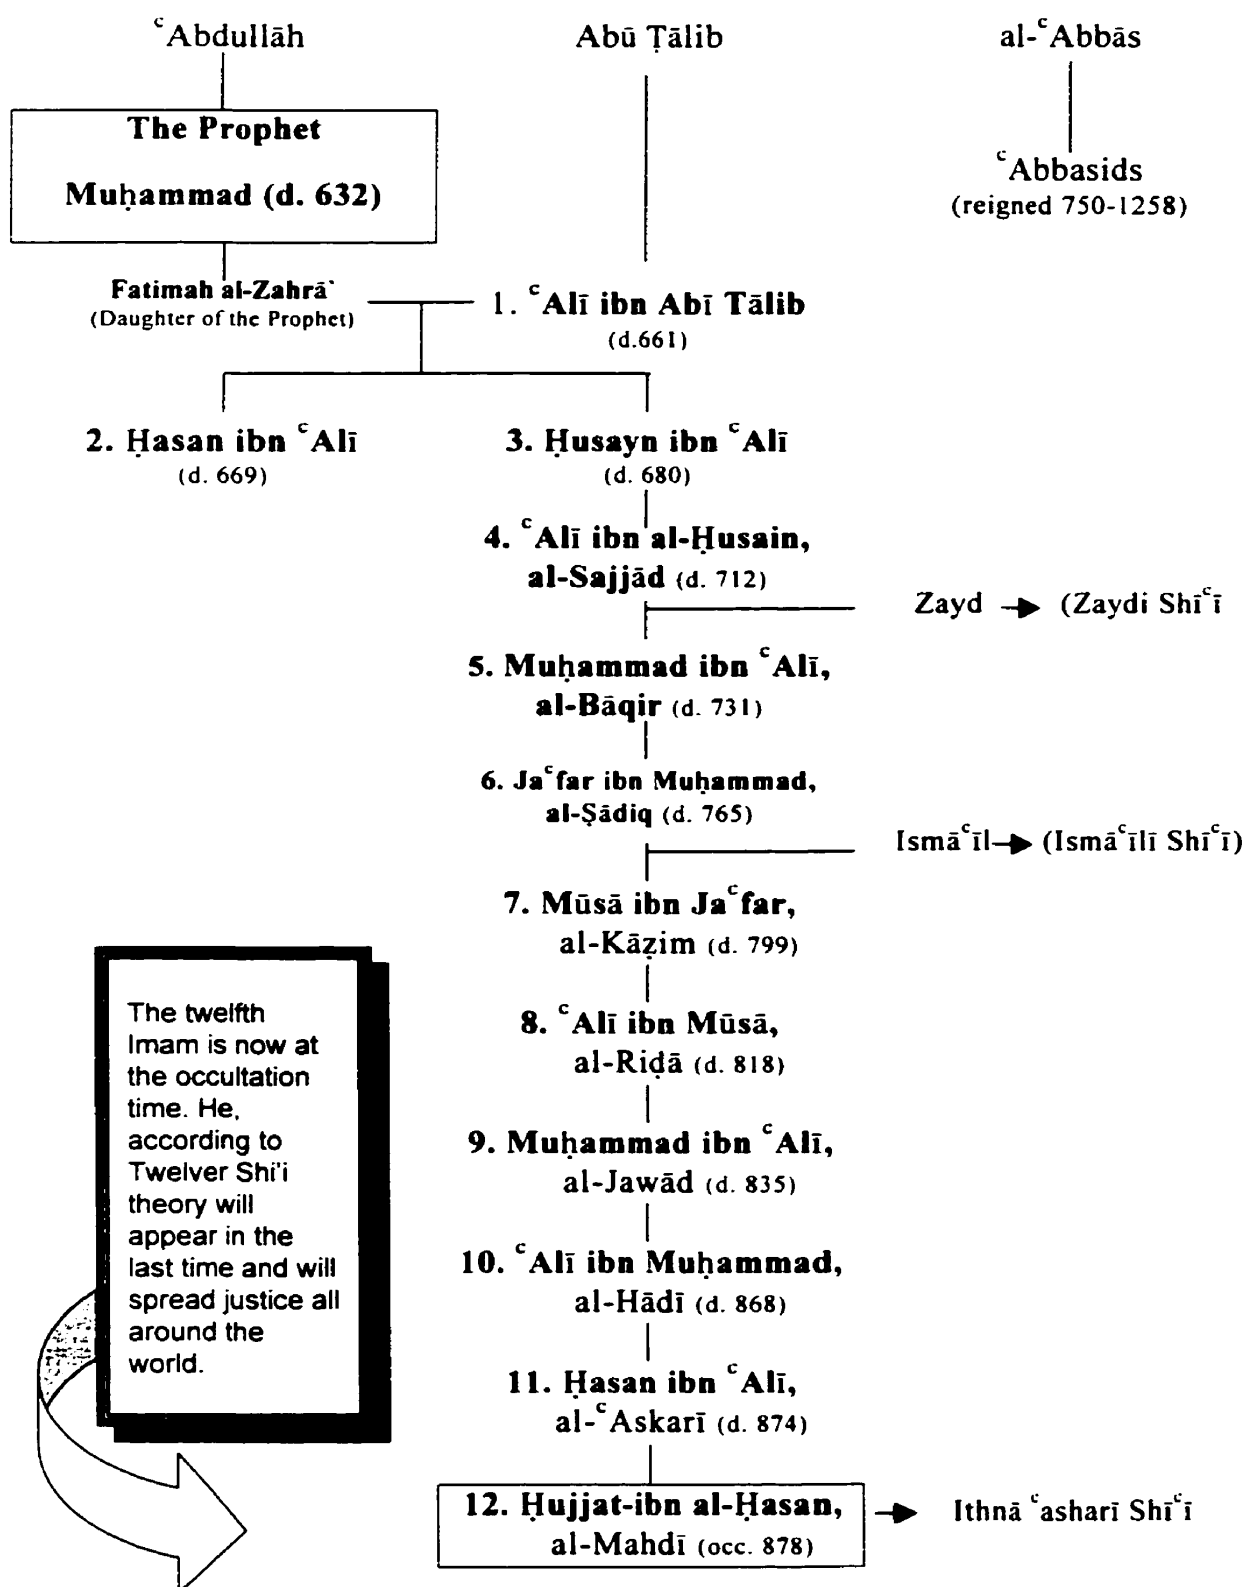 ᶜAbdullāh
Abū Ṭālib
al-ᶜAbbās
The Prophet
Muḥammad (d. 632)
ᶜAbbasids
(reigned 750-1258)
Fatimah al-Zahrā'
(Daughter of the Prophet)
1. ᶜAlī ibn Abī Tālib
(d.661)
2. Ḥasan ibn ᶜAlī
(d. 669)
3. Ḥusayn ibn ᶜAlī
(d. 680)
4. ᶜAlī ibn al-Ḥusain,
al-Sajjād (d. 712)
Zayd → (Zaydi Shīᶜī
5. Muḥammad ibn ᶜAlī,
al-Bāqir (d. 731)
6. Jaᶜfar ibn Muḥammad,
al-Ṣādiq (d. 765)
Ismāᶜīl → (Ismāᶜīlī Shīᶜī)
7. Mūsā ibn Jaᶜfar,
al-Kāẓim (d. 799)
8. ᶜAlī ibn Mūsā,
al-Riḍā (d. 818)
9. Muḥammad ibn ᶜAlī,
al-Jawād (d. 835)
10. ᶜAlī ibn Muḥammad,
al-Hādī (d. 868)
11. Ḥasan ibn ᶜAlī,
al-ᶜAskarī (d. 874)
12. Ḥujjat-ibn al-Ḥasan,
al-Mahdī (occ. 878)
→ Ithnā ᶜasharī Shīᶜī
The twelfth
Imam is now at
the occultation
time. He,
according to
Twelver Shi'i
theory will
appear in the
last time and will
spread justice all
around the
world.